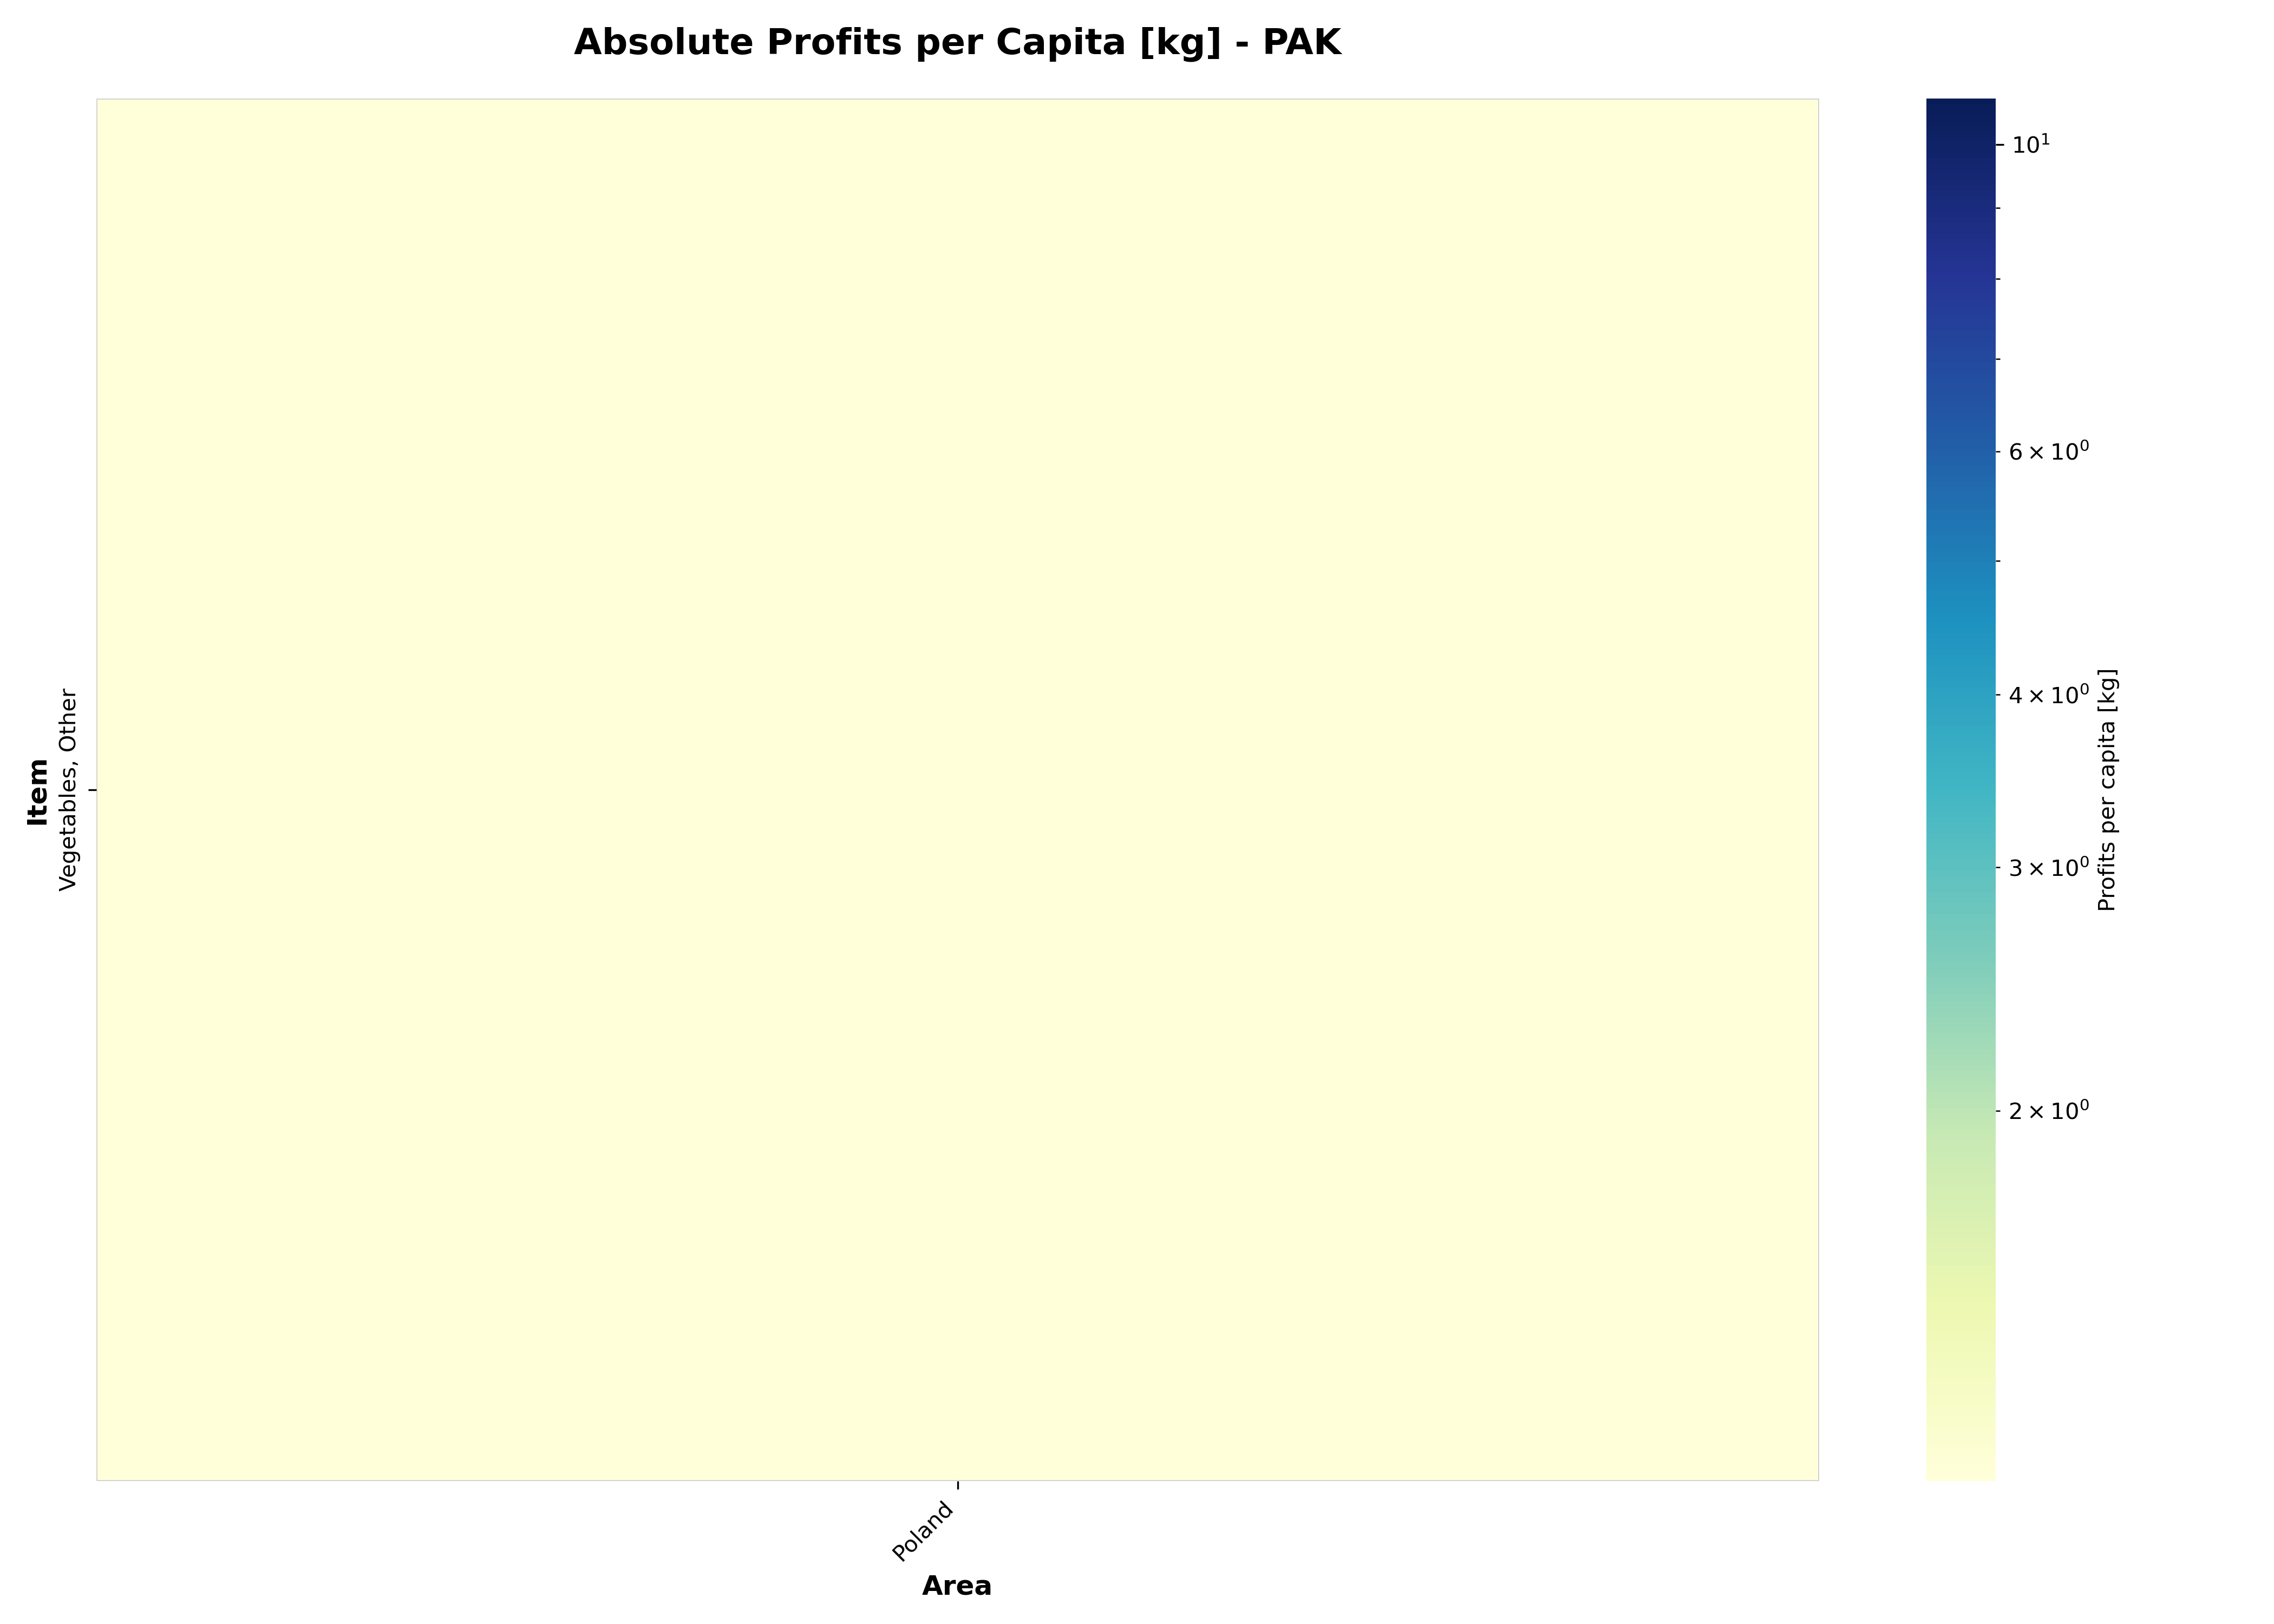 Absolute Profits per Capita [kg] - PAK
Item
Vegetables, Other
10¹
6 × 10⁰
4 × 10⁰
3 × 10⁰
2 × 10⁰
Profits per capita [kg]
Poland
Area